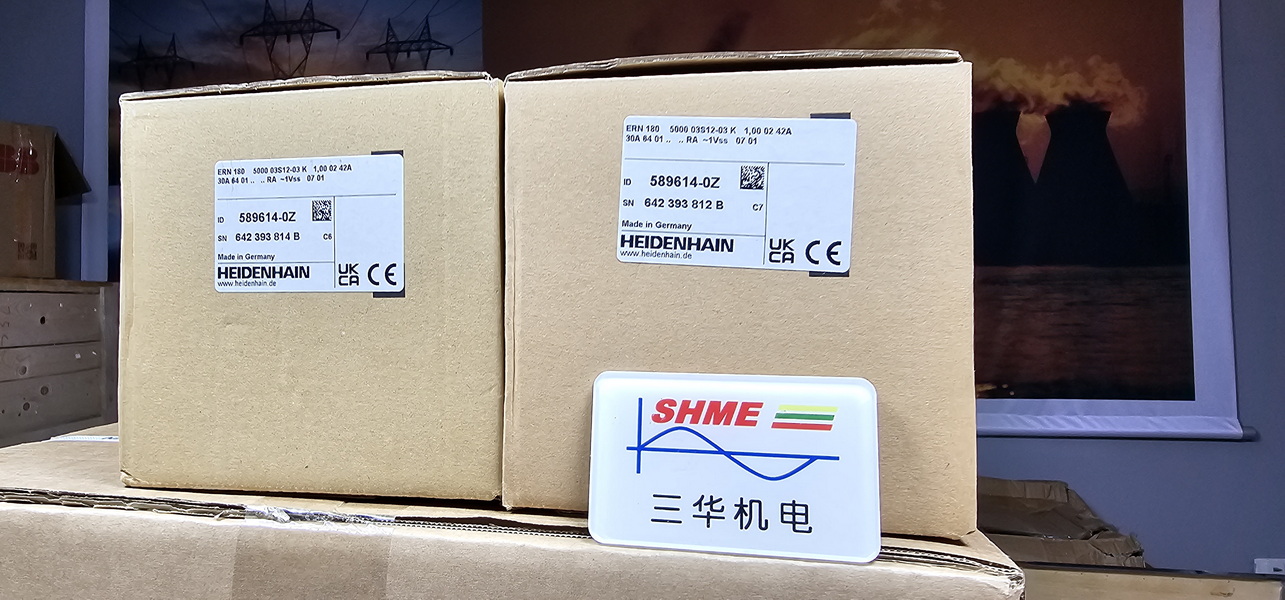 ERN 180 5000 03S12-03 K 1,00 02 42A
30A 64 01 .. .. RA ~1Vss 07 01
ID 589614-0Z
SN 642 393 814 B C6
Made in Germany
HEIDENHAIN
www.heidenhain.de
UK
CA CE
ERN 180 5000 03S12-03 K 1,00 02 42A
30A 64 01 .. .. RA ~1Vss 07 01
ID 589614-0Z
SN 642 393 812 B C7
Made in Germany
HEIDENHAIN
www.heidenhain.de
UK
CA CE
SHME
三华机电
ABB